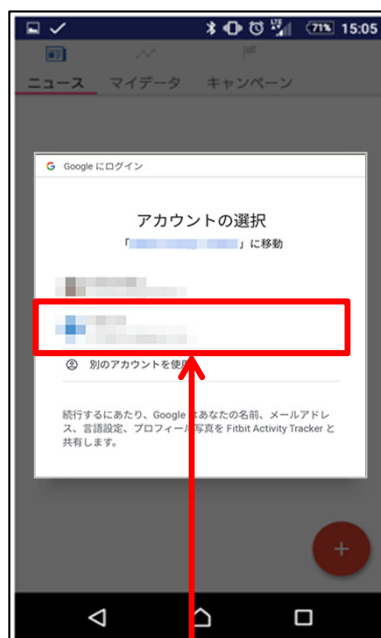 71% 15:05
ニュース マイデータ キャンペーン
G Google にログイン
アカウントの選択
「 」に移動
別のアカウントを使用
続行するにあたり、Google はあなたの名前、メールアドレ
ス、言語設定、プロフィール写真を Fitbit Activity Tracker と
共有します。